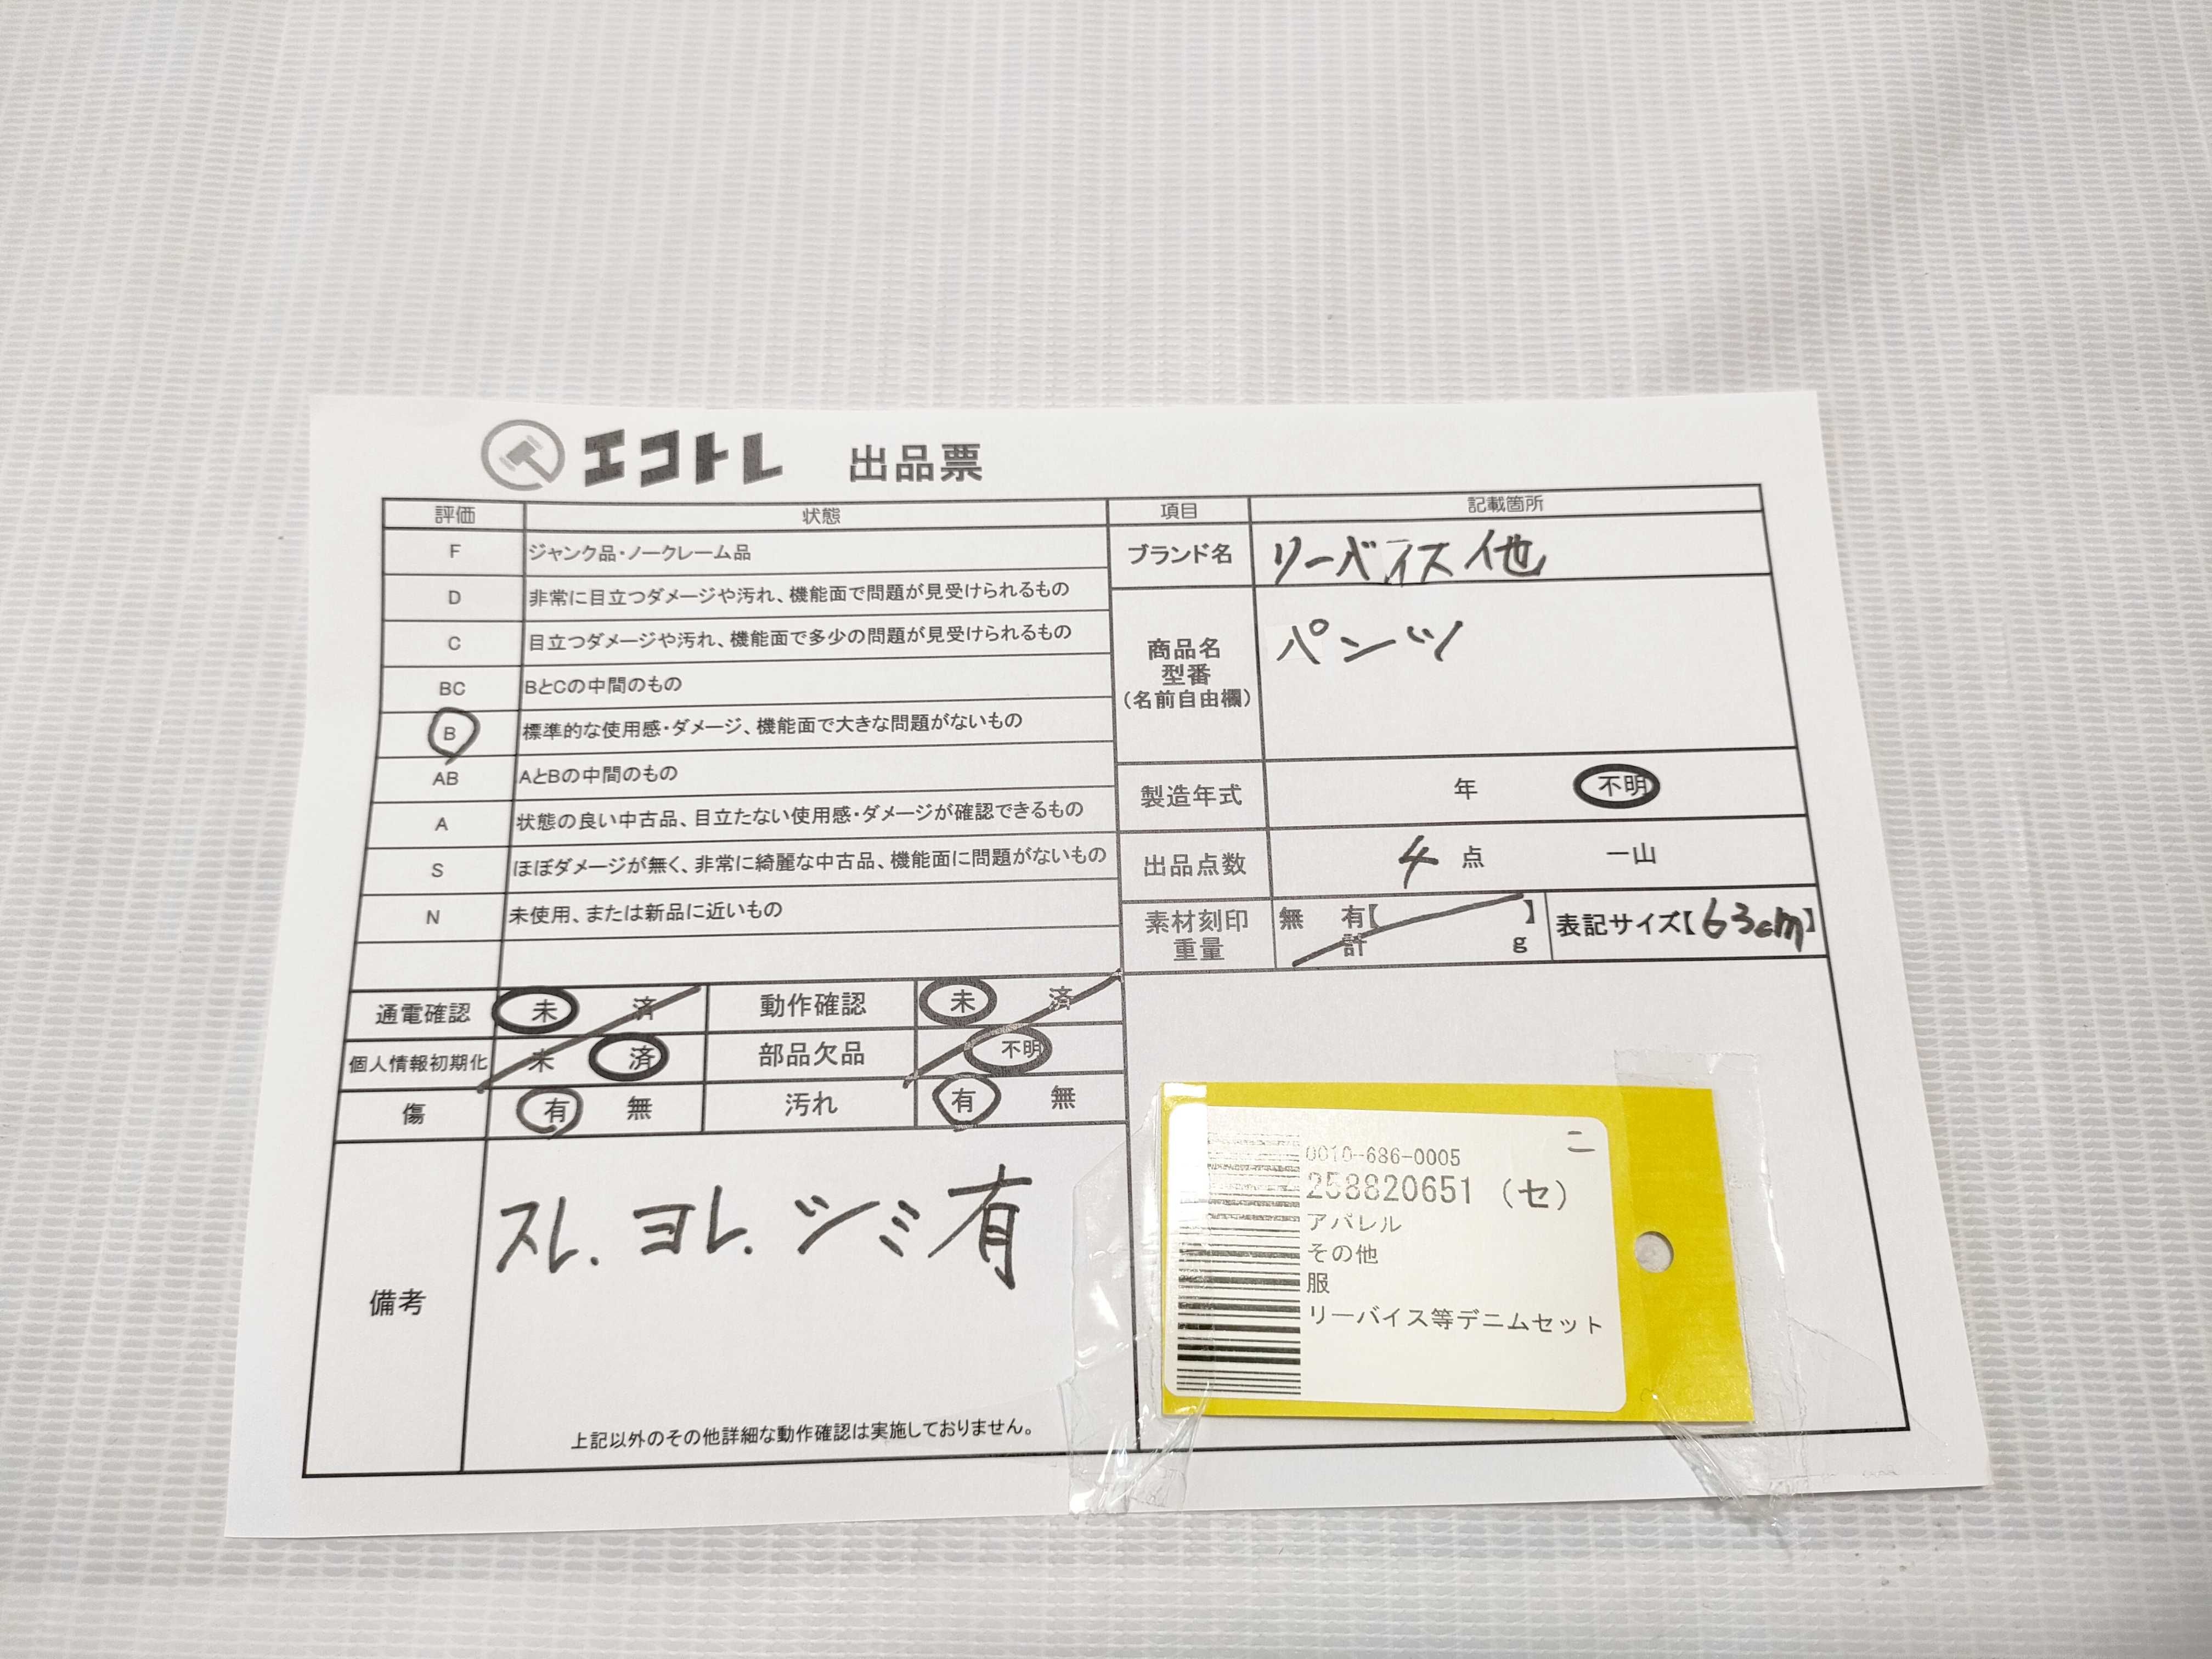 エコトレ 出品票
評価 状態
F ジャンク品・ノークレーム品
D 非常に目立つダメージや汚れ、機能面で問題が見受けられるもの
C 目立つダメージや汚れ、機能面で多少の問題が見受けられるもの
BC BとCの中間のもの
B 標準的な使用感・ダメージ、機能面で大きな問題がないもの
AB AとBの中間のもの
A 状態の良い中古品、目立たない使用感・ダメージが確認できるもの
S ほぼダメージが無く、非常に綺麗な中古品、機能面に問題がないもの
N 未使用、または新品に近いもの
項目 記載箇所
ブランド名 リーバイス他
商品名
型番
(名前自由欄)
パンツ
製造年式 年 不明
出品点数 4 点 一山
素材刻印 無 有【 】
重量 計 g
表記サイズ【63cm】
通電確認 未 済 動作確認 未 済
個人情報初期化 未 済 部品欠品 不明
傷 有 無 汚れ 有 無
備考
スレ.ヨレ.シミ有
上記以外のその他詳細な動作確認は実施しておりません。
ニ
0010-686-0005
258820651 (セ)
アパレル
その他
服
リーバイス等デニムセット